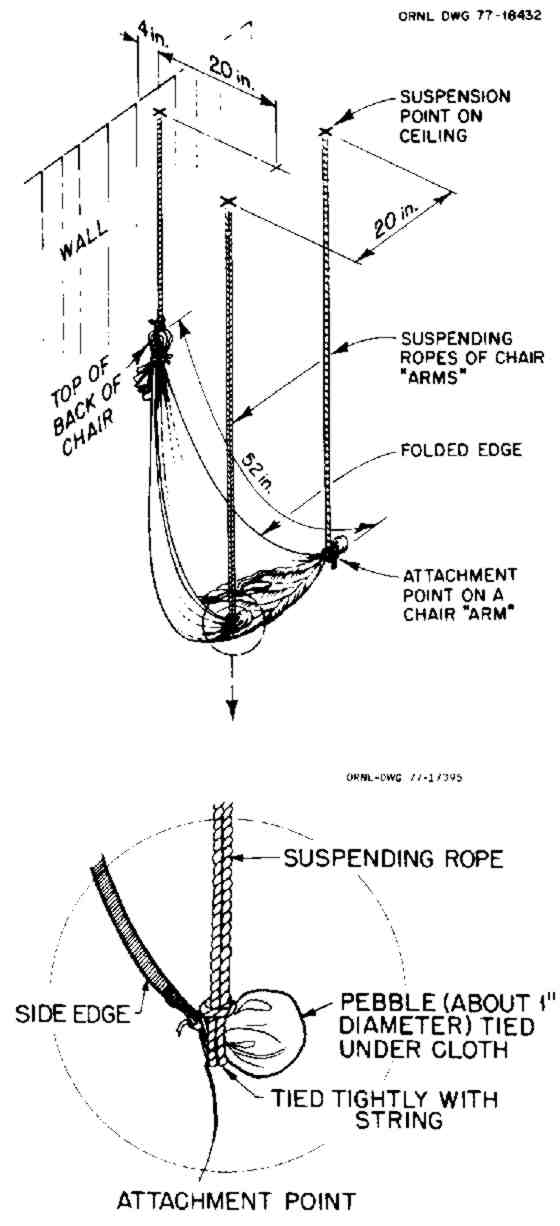 ORNL DWG 77-18432
4 in.
20 in.
SUSPENSION
POINT ON
CEILING
20 in.
WALL
TOP OF
BACK OF
CHAIR
SUSPENDING
ROPES OF CHAIR
"ARMS"
FOLDED EDGE
52 in.
ATTACHMENT
POINT ON A
CHAIR "ARM"
ORNL-DWG 77-17395
SUSPENDING ROPE
SIDE EDGE
PEBBLE (ABOUT 1"
DIAMETER) TIED
UNDER CLOTH
TIED TIGHTLY WITH
STRING
ATTACHMENT POINT